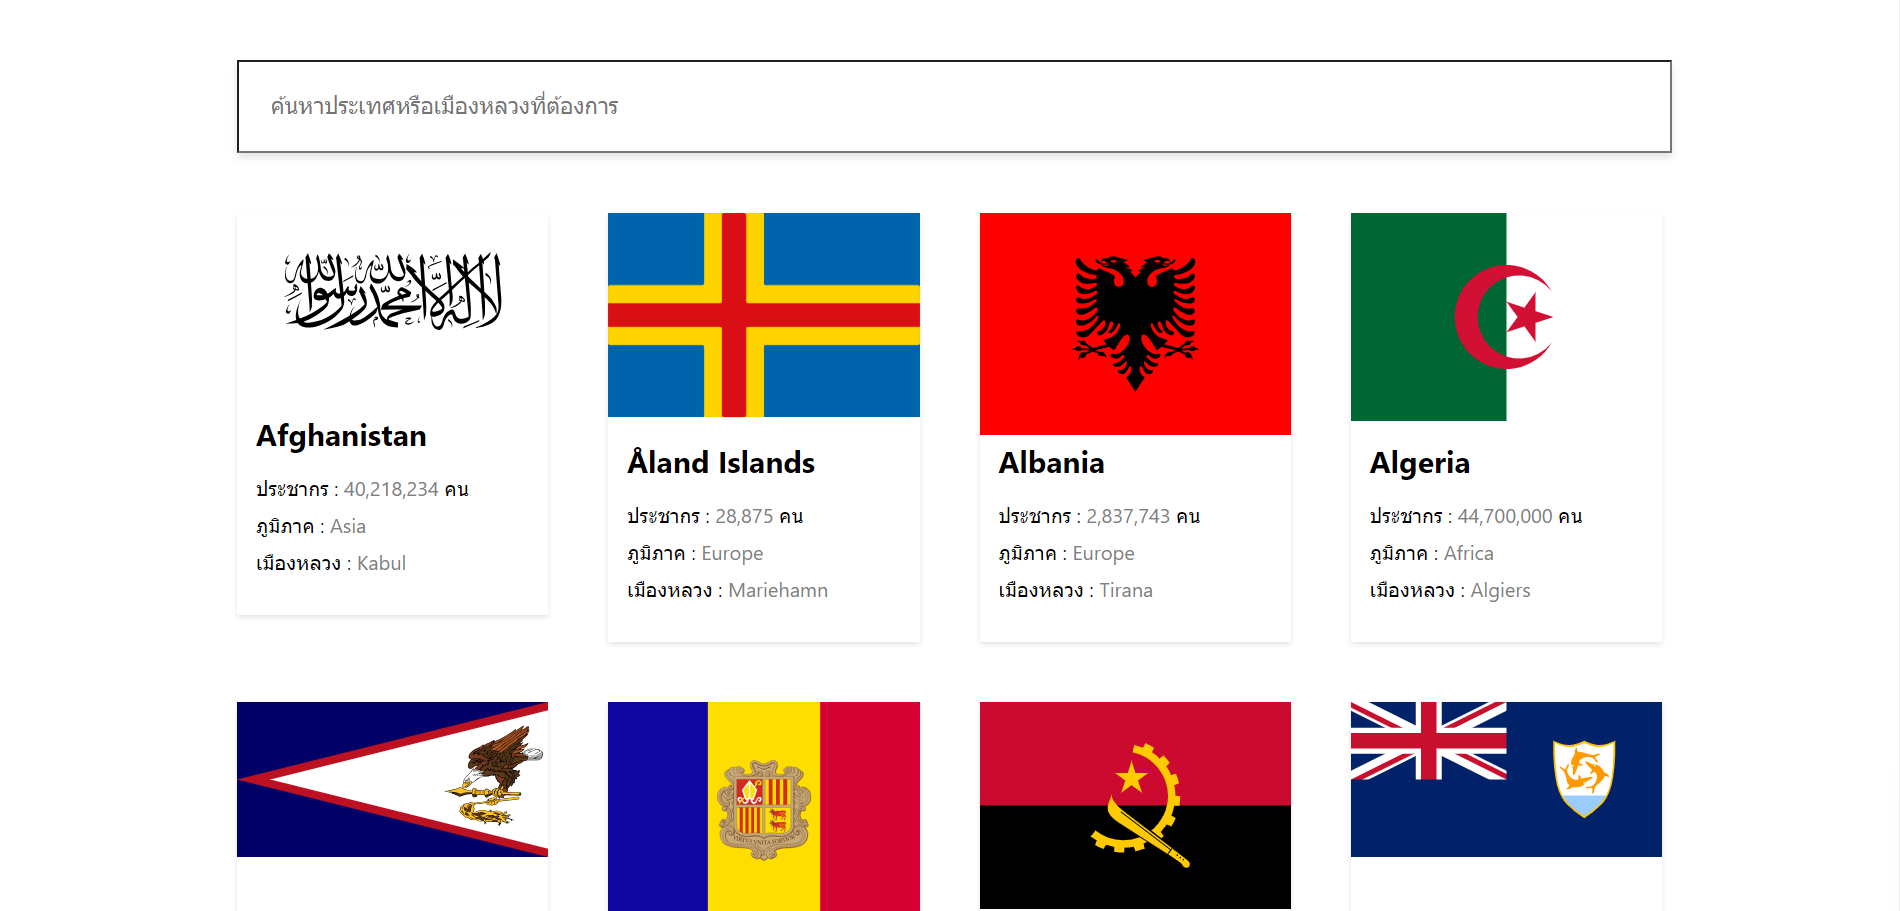 ค้นหาประเทศหรือเมืองหลวงที่ต้องการ
لا إله إلا الله محمد رسول الله
Afghanistan
ประชากร : 40,218,234 คน
ภูมิภาค : Asia
เมืองหลวง : Kabul
Åland Islands
ประชากร : 28,875 คน
ภูมิภาค : Europe
เมืองหลวง : Mariehamn
Albania
ประชากร : 2,837,743 คน
ภูมิภาค : Europe
เมืองหลวง : Tirana
Algeria
ประชากร : 44,700,000 คน
ภูมิภาค : Africa
เมืองหลวง : Algiers
VIRTVS VNITA FORTIOR